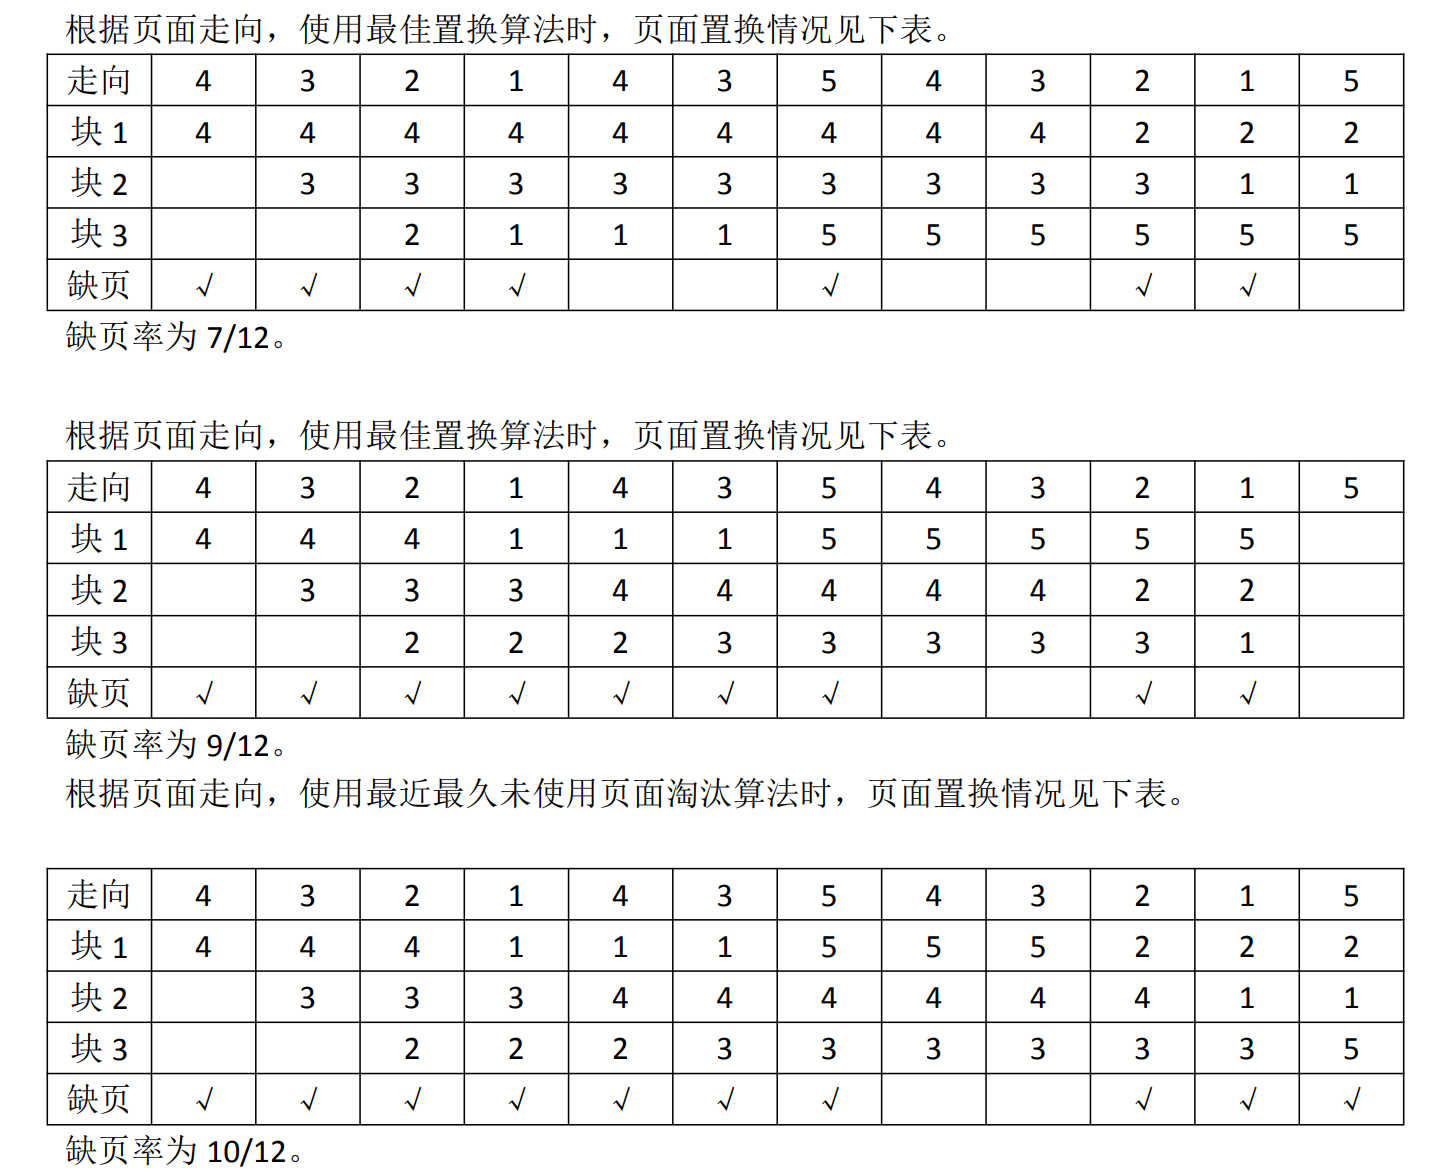 根据页面走向，使用最佳置换算法时，页面置换情况见下表。
走向 4 3 2 1 4 3 5 4 3 2 1 5
块 1 4 4 4 4 4 4 4 4 4 2 2 2
块 2 3 3 3 3 3 3 3 3 3 1 1
块 3 2 1 1 1 5 5 5 5 5 5
缺页 √ √ √ √ √ √ √
缺页率为 7/12。
根据页面走向，使用最佳置换算法时，页面置换情况见下表。
走向 4 3 2 1 4 3 5 4 3 2 1 5
块 1 4 4 4 1 1 1 5 5 5 5 5
块 2 3 3 3 4 4 4 4 4 2 2
块 3 2 2 2 3 3 3 3 3 1
缺页 √ √ √ √ √ √ √ √ √
缺页率为 9/12。
根据页面走向，使用最近最久未使用页面淘汰算法时，页面置换情况见下表。
走向 4 3 2 1 4 3 5 4 3 2 1 5
块 1 4 4 4 1 1 1 5 5 5 2 2 2
块 2 3 3 3 4 4 4 4 4 4 1 1
块 3 2 2 2 3 3 3 3 3 3 5
缺页 √ √ √ √ √ √ √ √ √ √
缺页率为 10/12。